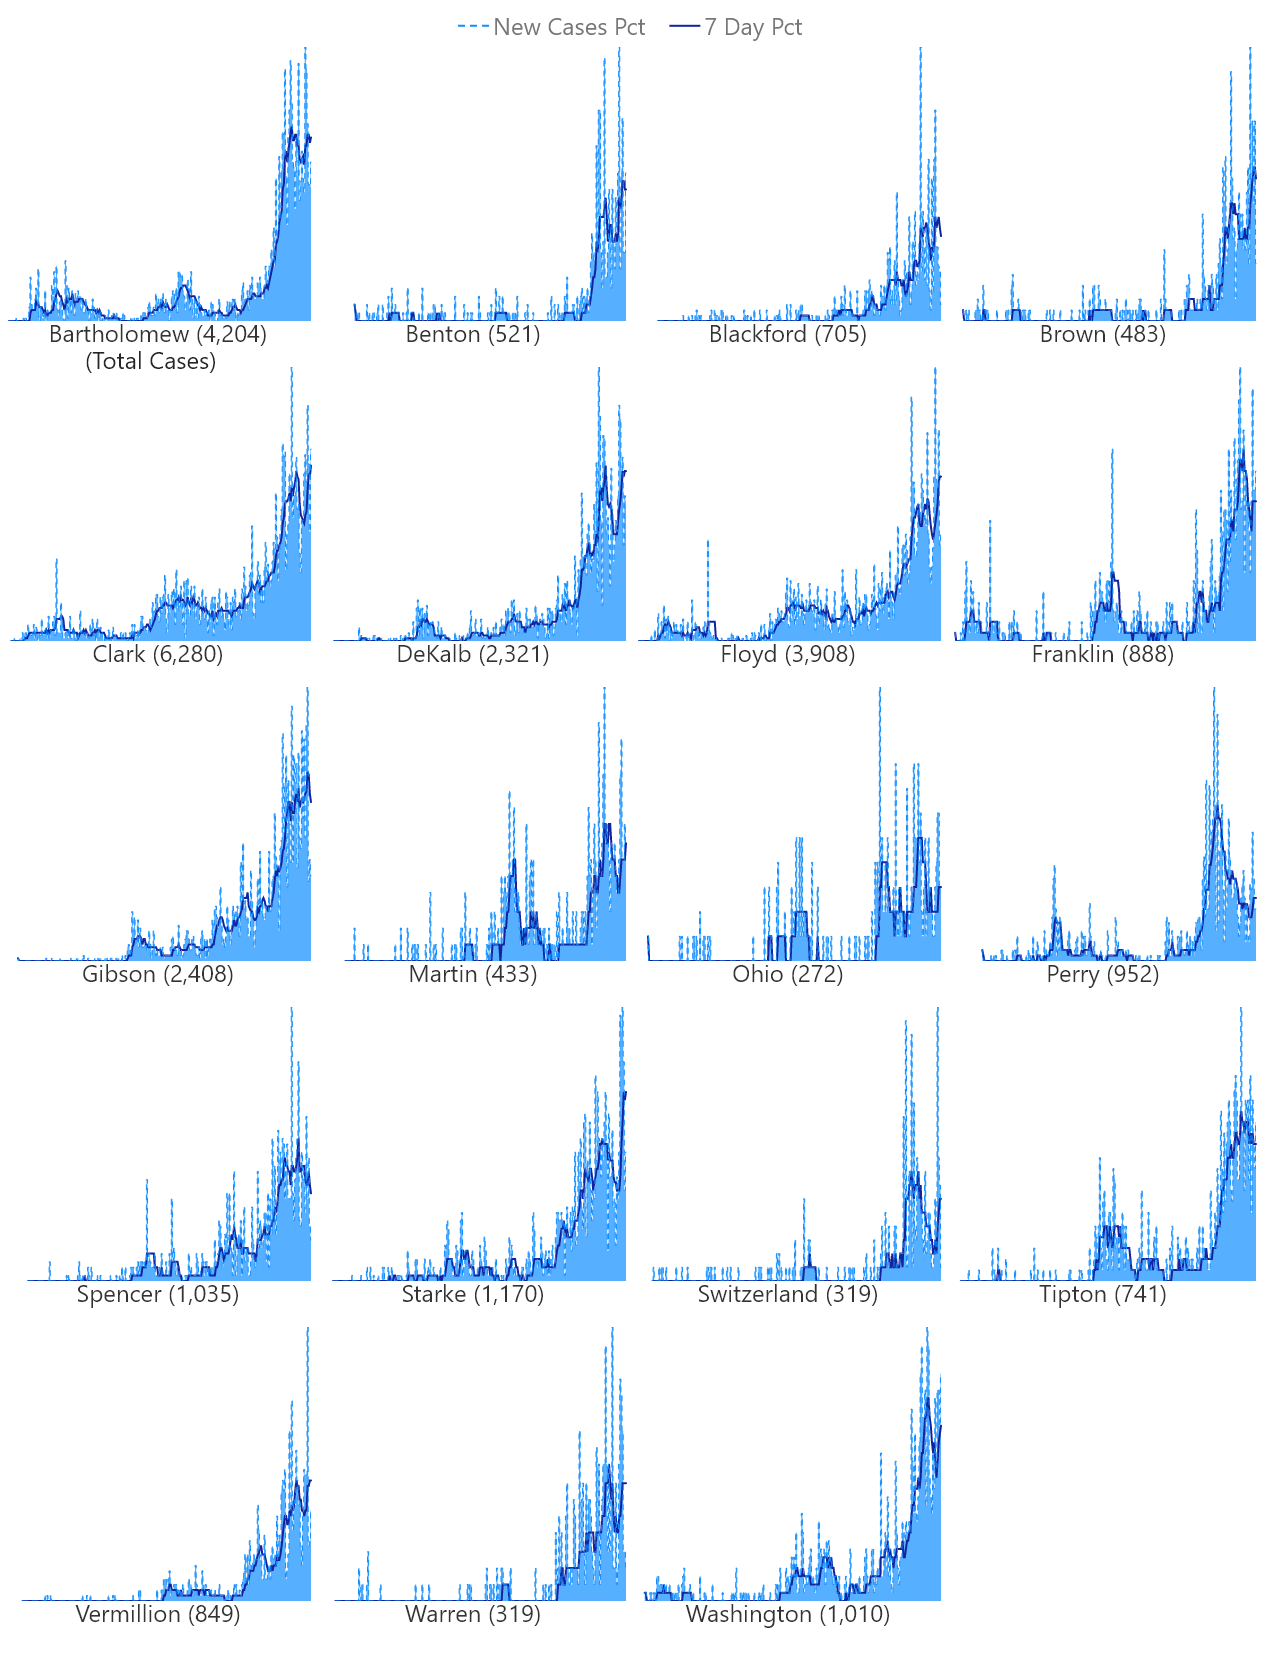 New Cases Pct 7 Day Pct
Bartholomew (4,204)
(Total Cases)
Benton (521)
Blackford (705)
Brown (483)
Clark (6,280)
DeKalb (2,321)
Floyd (3,908)
Franklin (888)
Gibson (2,408)
Martin (433)
Ohio (272)
Perry (952)
Spencer (1,035)
Starke (1,170)
Switzerland (319)
Tipton (741)
Vermillion (849)
Warren (319)
Washington (1,010)